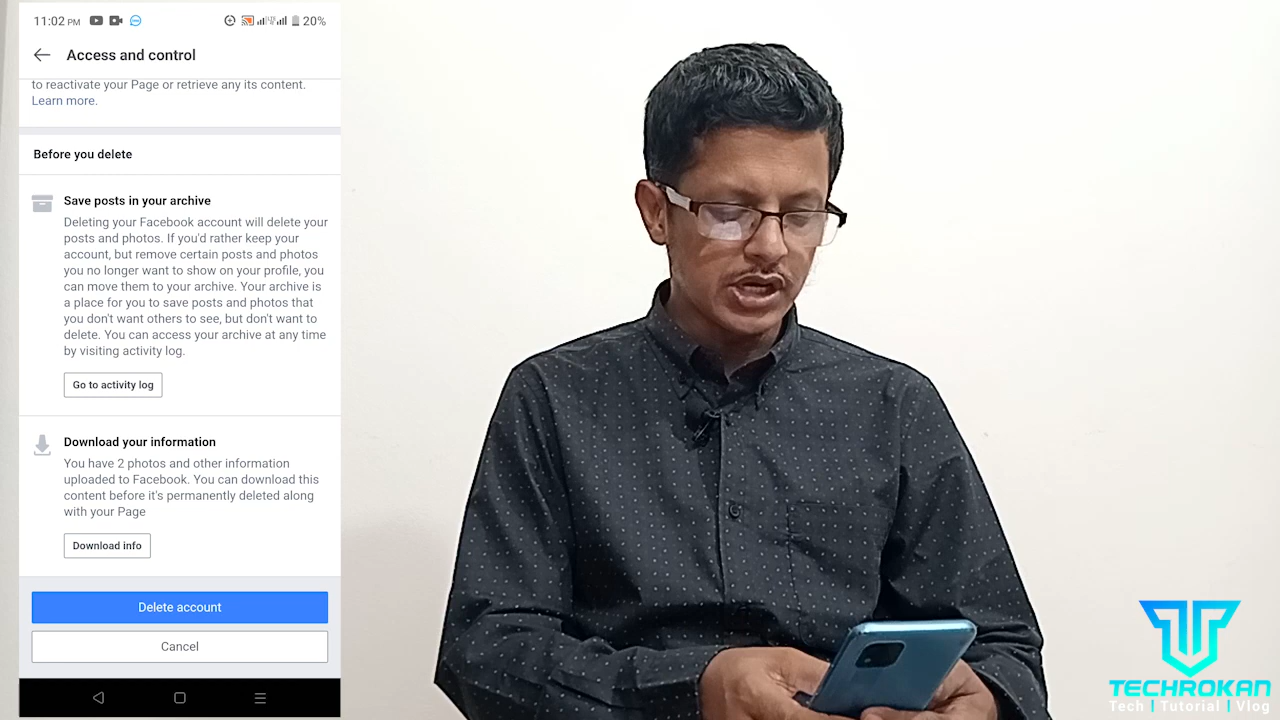 11:02 PM 20%
Access and control
to reactivate your Page or retrieve any its content.
Learn more.
Before you delete
Save posts in your archive
Deleting your Facebook account will delete your
posts and photos. If you'd rather keep your
account, but remove certain posts and photos
you no longer want to show on your profile, you
can move them to your archive. Your archive is
a place for you to save posts and photos that
you don't want others to see, but don't want to
delete. You can access your archive at any time
by visiting activity log.
Go to activity log
Download your information
You have 2 photos and other information
uploaded to Facebook. You can download this
content before it's permanently deleted along
with your Page
Download info
Delete account
Cancel
TECHROKAN
Tech | Tutorial | Vlog